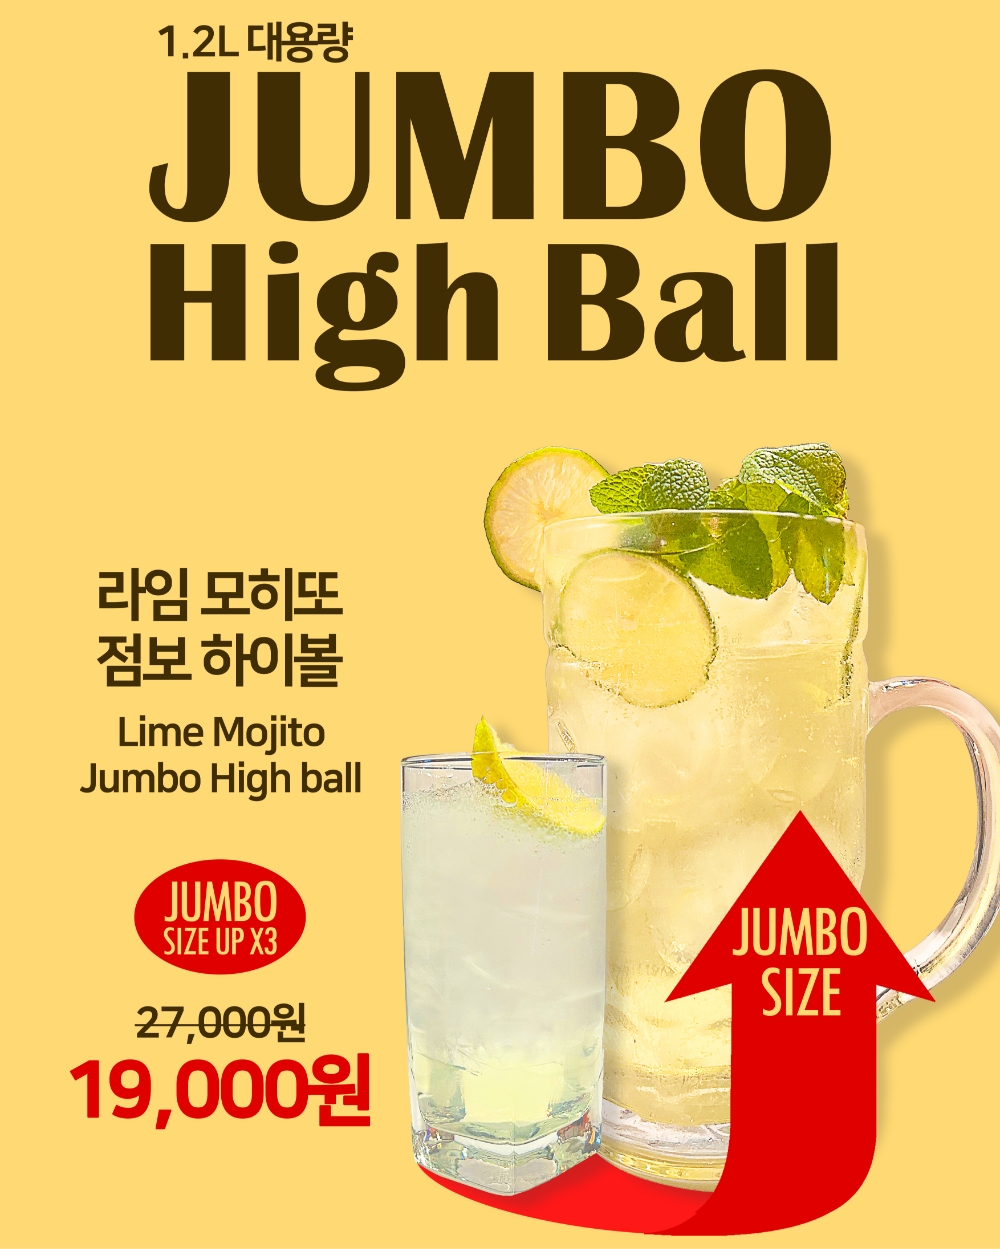 1.2L 대용량
JUMBO
High Ball
라임 모히또
점보 하이볼
Lime Mojito
Jumbo High ball
JUMBO
SIZE UP X3
27,000원
19,000원
JUMBO
SIZE